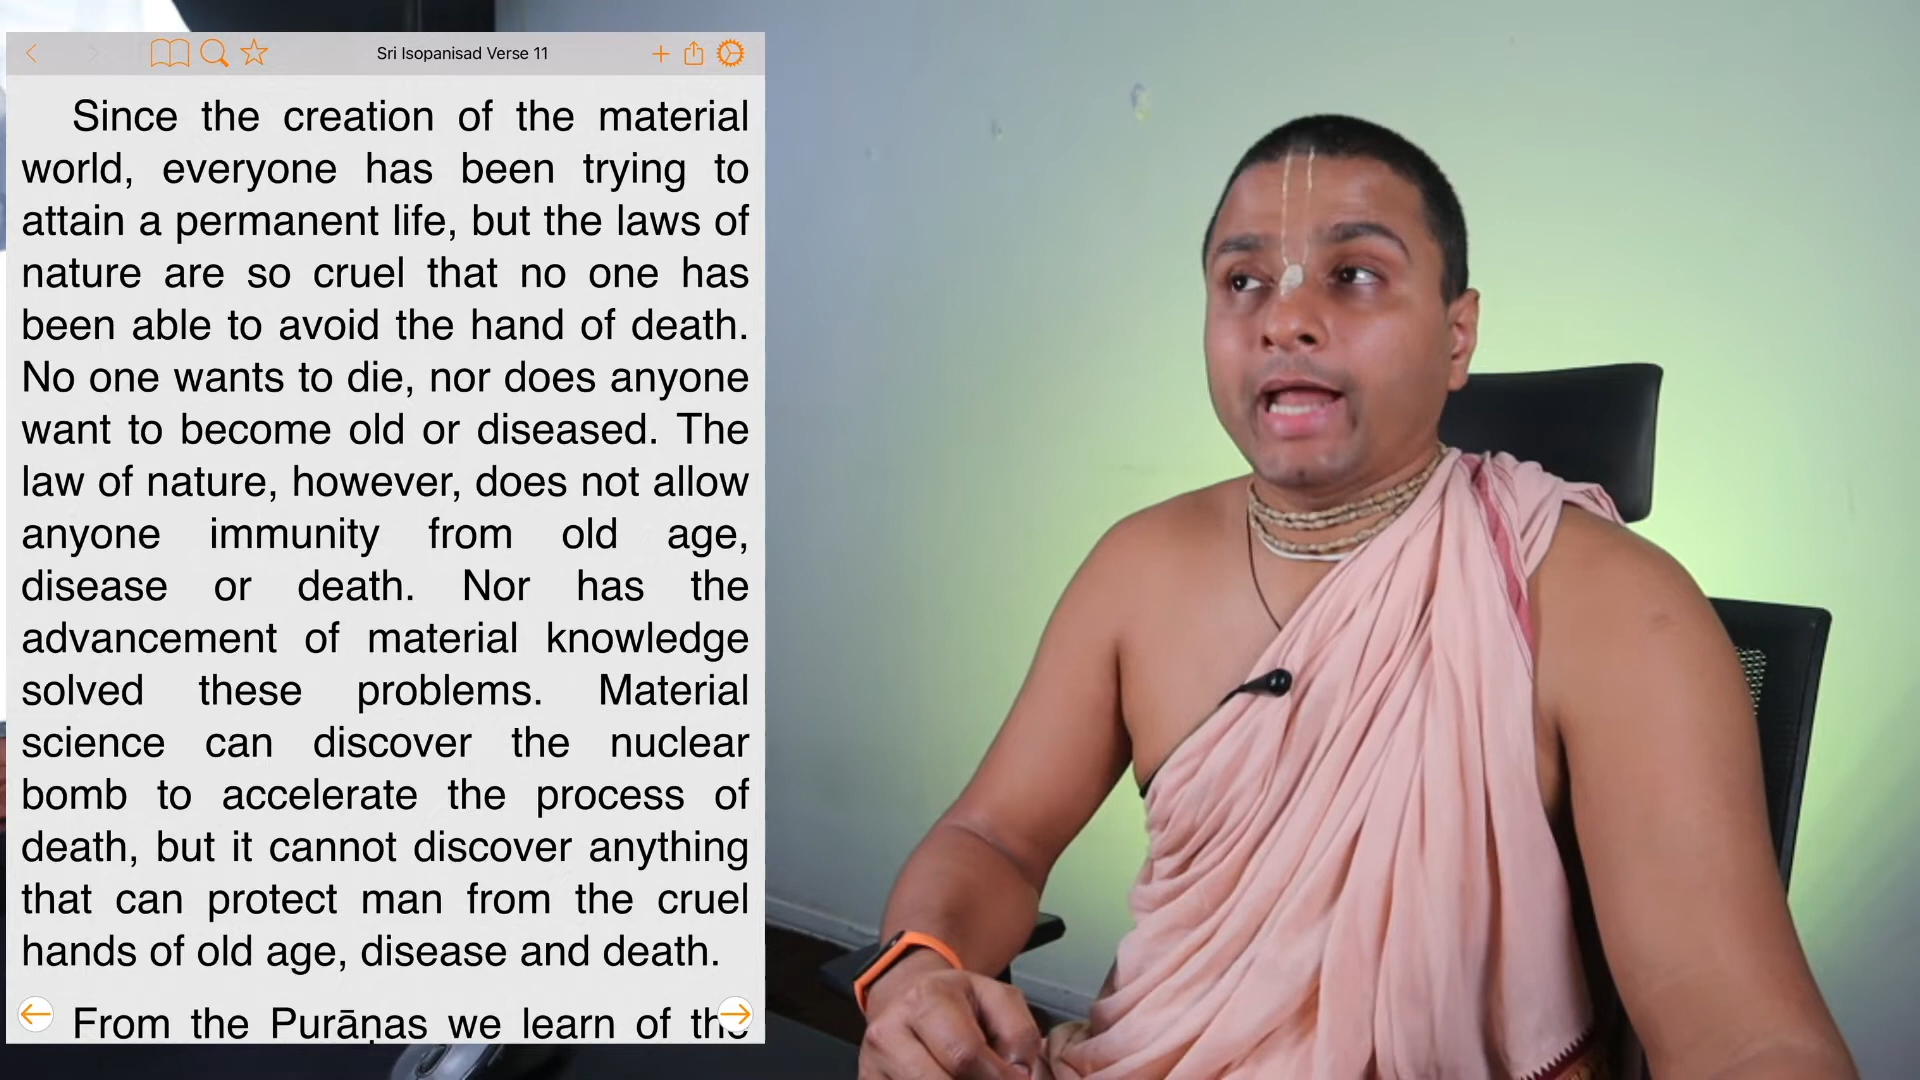 Sri Isopanisad Verse 11
Since the creation of the material
world, everyone has been trying to
attain a permanent life, but the laws of
nature are so cruel that no one has
been able to avoid the hand of death.
No one wants to die, nor does anyone
want to become old or diseased. The
law of nature, however, does not allow
anyone immunity from old age,
disease or death. Nor has the
advancement of material knowledge
solved these problems. Material
science can discover the nuclear
bomb to accelerate the process of
death, but it cannot discover anything
that can protect man from the cruel
hands of old age, disease and death.
From the Purāṇas we learn of the